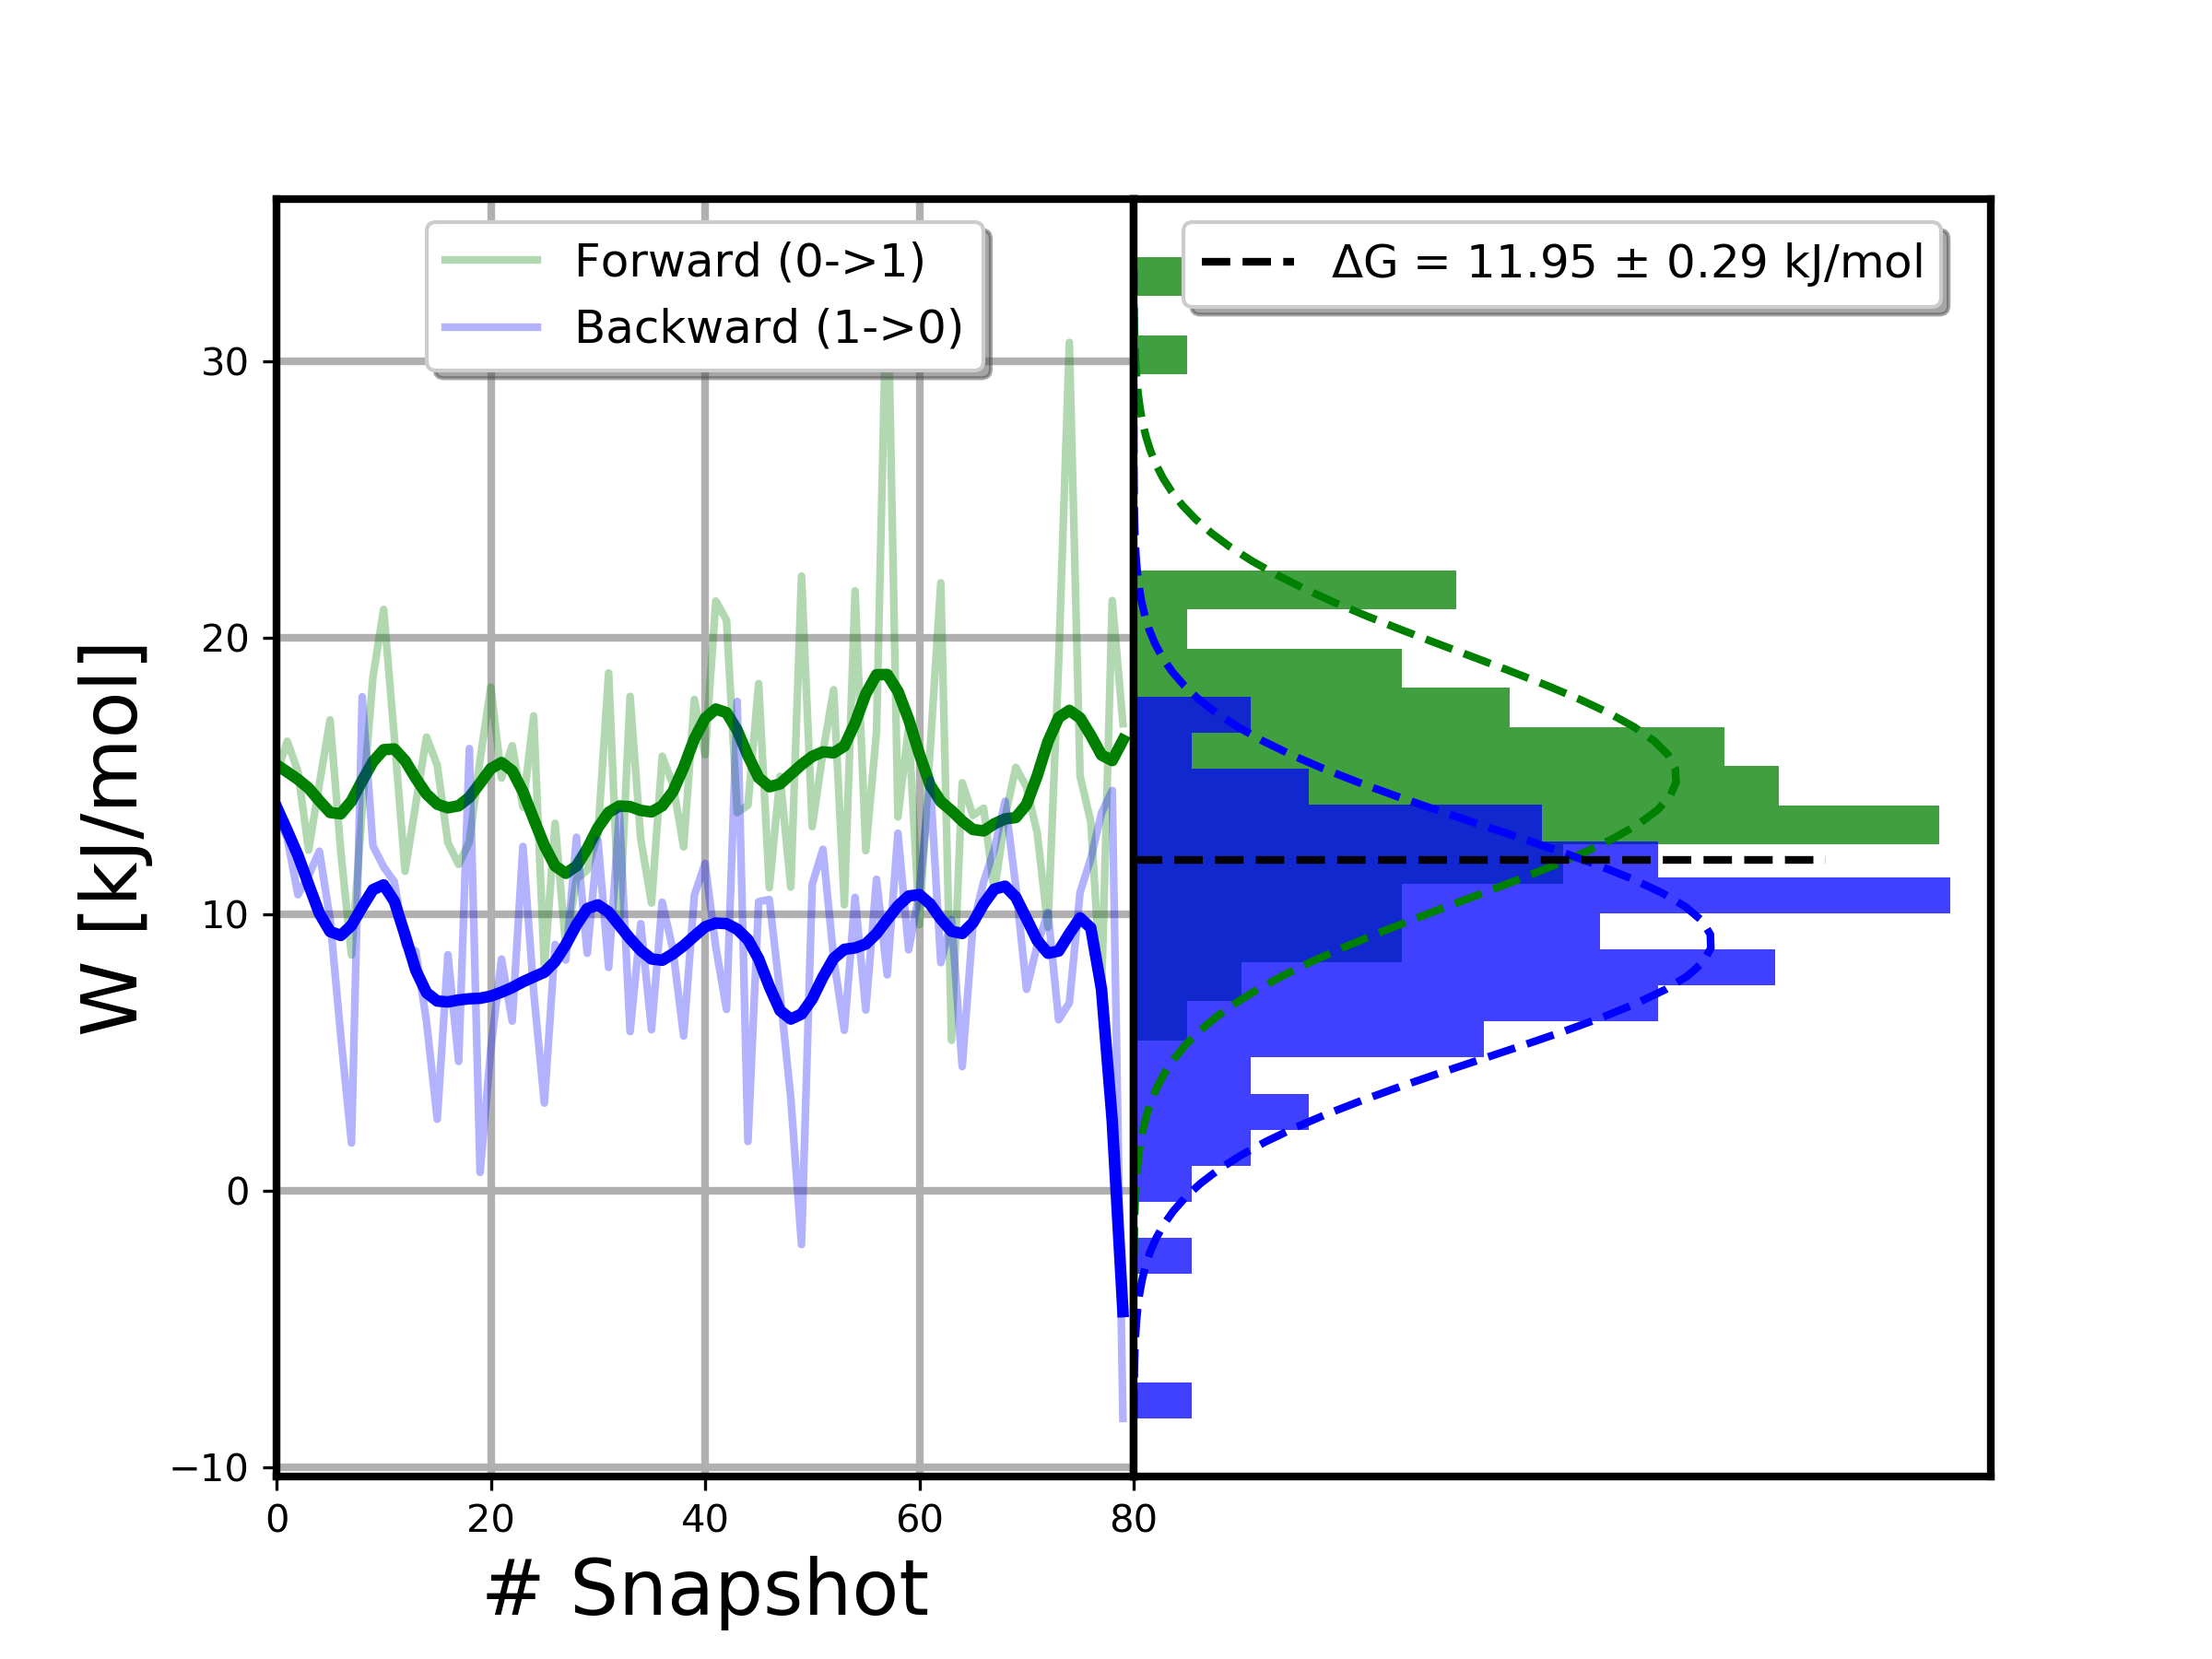 Forward (0->1)
Backward (1->0)
ΔG = 11.95 ± 0.29 kJ/mol
W [kJ/mol]
30
20
10
0
−10
0 20 40 60 80
# Snapshot